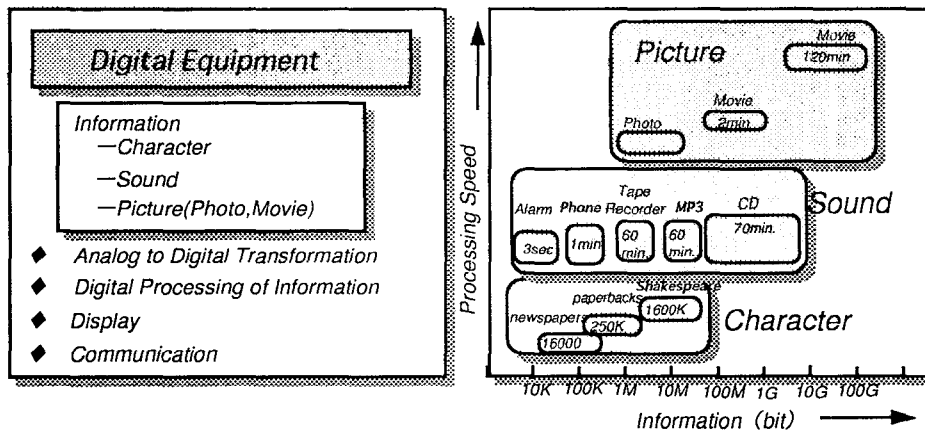 Digital Equipment
Information
—Character
—Sound
—Picture(Photo,Movie)
◆ Analog to Digital Transformation
◆ Digital Processing of Information
◆ Display
◆ Communication
Processing Speed
Picture
Movie
120min
Movie
2min.
Photo
Sound
Alarm
3sec
Phone
1min
Tape
Recorder
60
min.
MP3
60
min.
CD
70min.
Character
newspapers
16000
paperbacks
250K
Shakespeare
1600K
10K 100K 1M 10M 100M 1G 10G 100G
Information (bit)